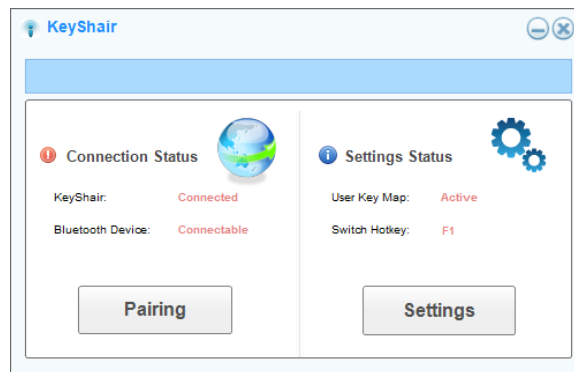 KeyShair
Connection Status
KeyShair: Connected
Bluetooth Device: Connectable
Pairing
Settings Status
User Key Map: Active
Switch Hotkey: F1
Settings